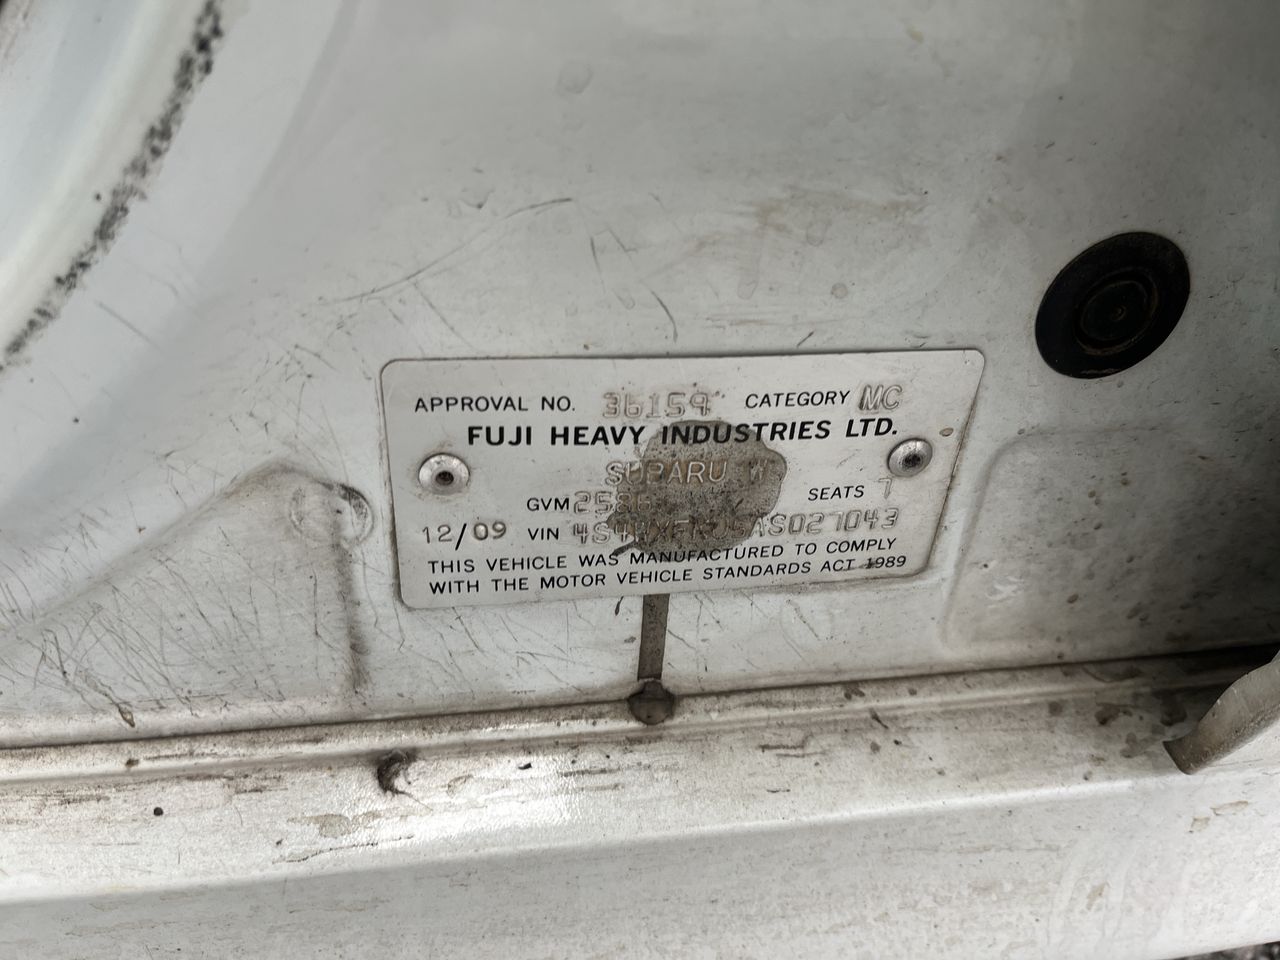 APPROVAL NO. 36159 CATEGORY MC
FUJI HEAVY INDUSTRIES LTD.
SUBARU
GVM SEATS 7
12/09 VIN
THIS VEHICLE WAS MANUFACTURED TO COMPLY
WITH THE MOTOR VEHICLE STANDARDS ACT 1989